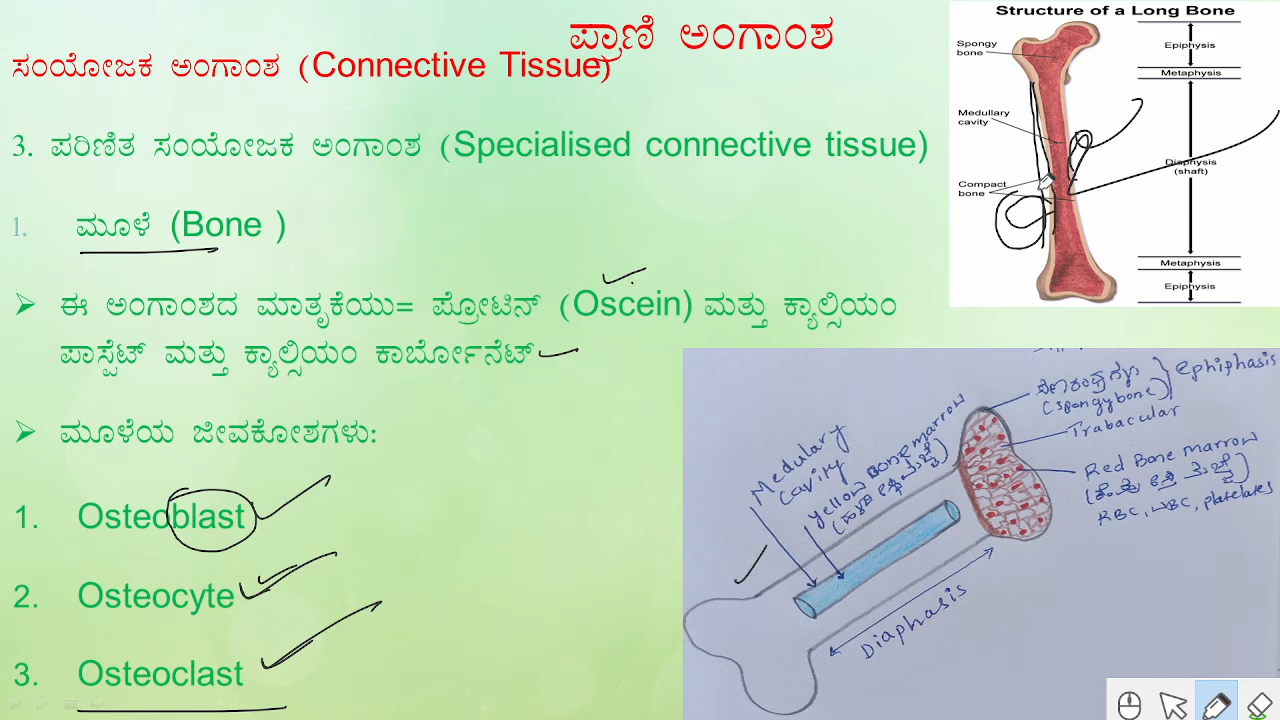 ಪ್ರಾಣಿ ಅಂಗಾಂಶ
ಸಂಯೋಜಕ ಅಂಗಾಂಶ (Connective Tissue)
3. ಪರಿಣಿತ ಸಂಯೋಜಕ ಅಂಗಾಂಶ (Specialised connective tissue)
1. ಮೂಳೆ (Bone )
ಈ ಅಂಗಾಂಶದ ಮಾತೃಕೆಯು= ಪ್ರೋಟಿನ್ (Oscein) ಮತ್ತು ಕ್ಯಾಲ್ಸಿಯಂ
ಪಾಸ್ಪೆಟ್ ಮತ್ತು ಕ್ಯಾಲ್ಸಿಯಂ ಕಾರ್ಬೋನೆಟ್
ಮೂಳೆಯ ಜೀವಕೋಶಗಳು:
1. Osteoblast
2. Osteocyte
3. Osteoclast
Structure of a Long Bone
Spongy
bone
Epiphysis
Metaphysis
Medullary
cavity
Diaphysis
(shaft)
Compact
bone
Metaphysis
Epiphysis
(Spongybone)
Ephiphasis
Trabacular
Red Bone marrow
RBC, WBC, platelates
Medulary
cavity
Yellow Bone marrow
Diaphasis